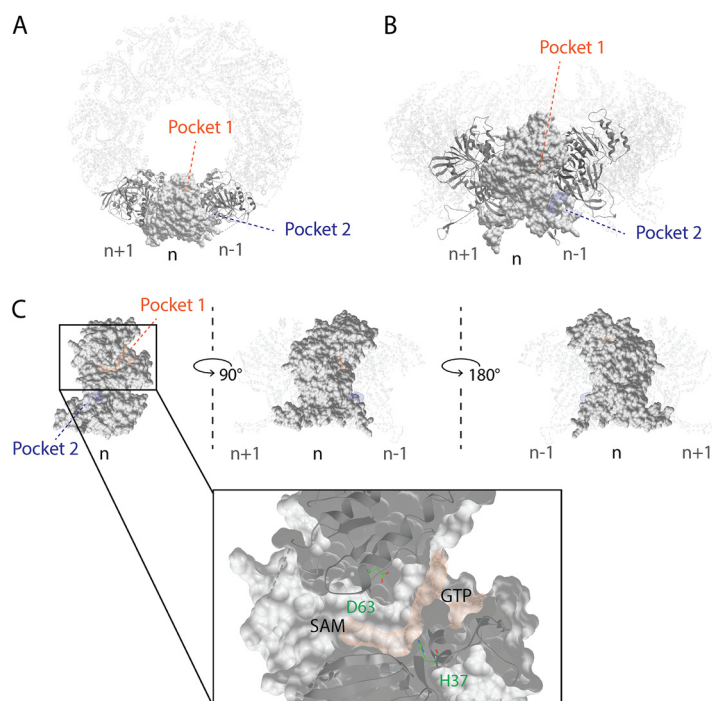 A
Pocket 1
Pocket 2
n+1
n
n-1
B
Pocket 1
Pocket 2
n+1
n
n-1
C
Pocket 1
Pocket 2
n
90°
n+1
n
n-1
180°
n-1
n
n+1
D63
SAM
GTP
H37